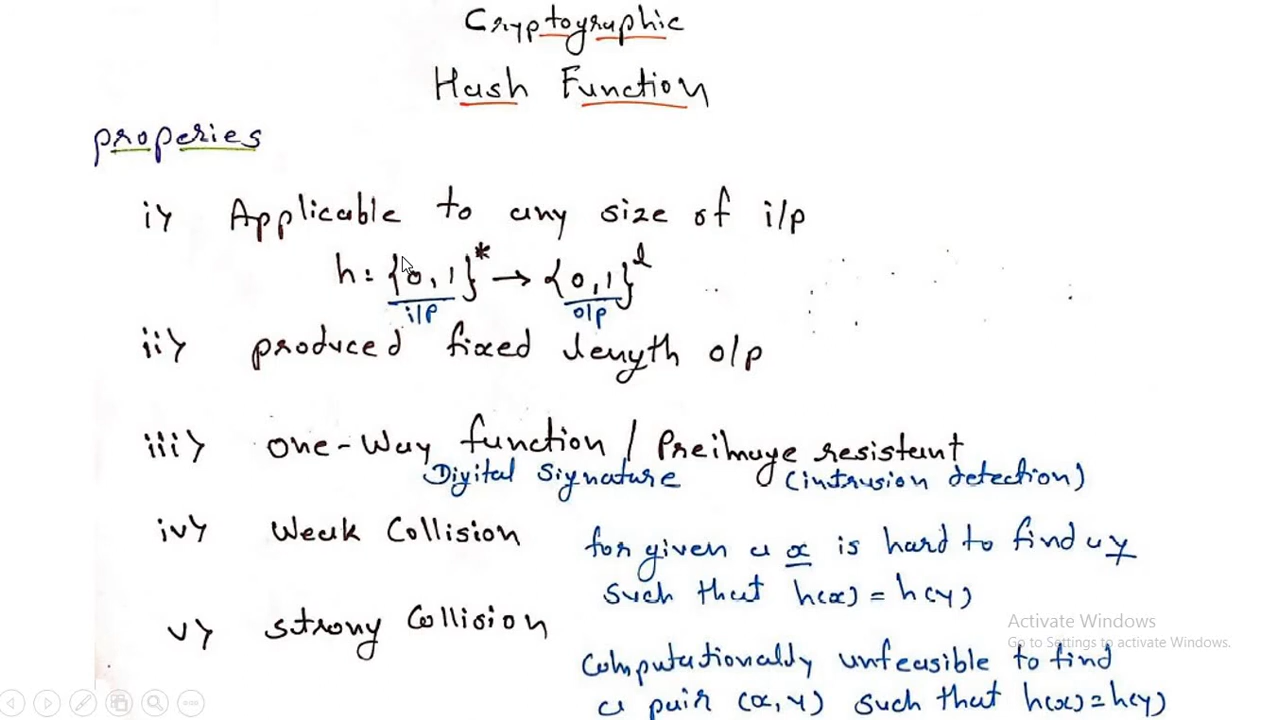 Cryptographic
Hash Function
properies
i) Applicable to any size of i/p
h: {0,1}* → {0,1}^l
i/p o/p
ii) produced fixed length o/p
iii) one-way function / Preimage resistant
Digital Signature (intrusion detection)
iv) Weak Collision
for given a x is hard to find a y
such that h(x) = h(y)
v) strong Collision
Computationally unfeasible to find
a pair (x,y) such that h(x)=h(y)
Activate Windows
Go to Settings to activate Windows.